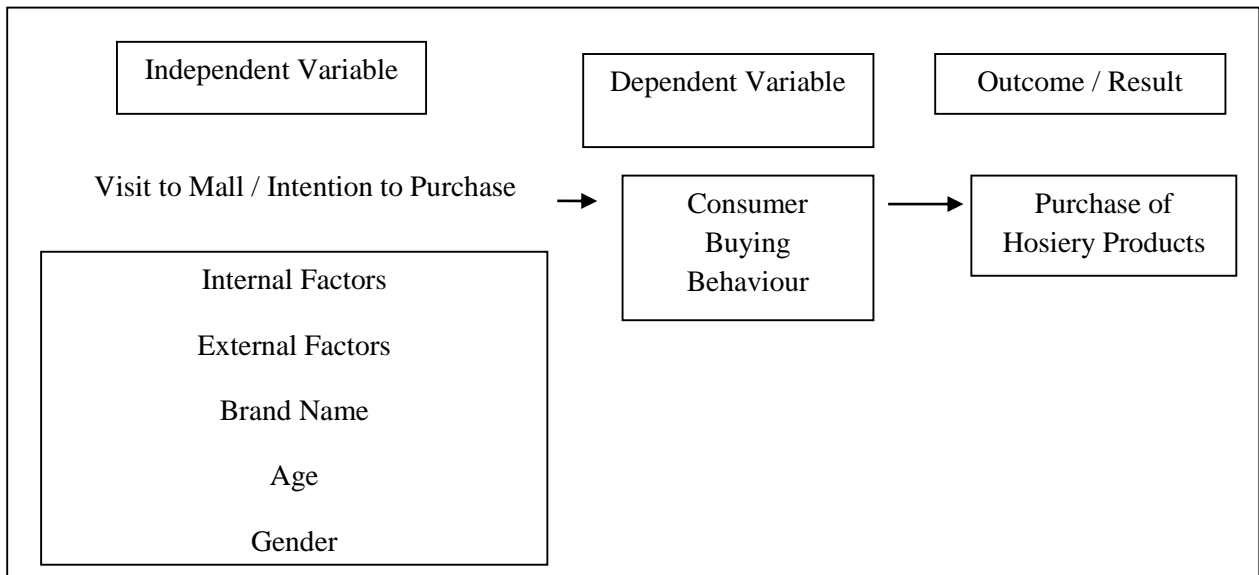 Independent Variable
Dependent Variable
Outcome / Result
Visit to Mall / Intention to Purchase
Consumer
Buying
Behaviour
Purchase of
Hosiery Products
Internal Factors
External Factors
Brand Name
Age
Gender